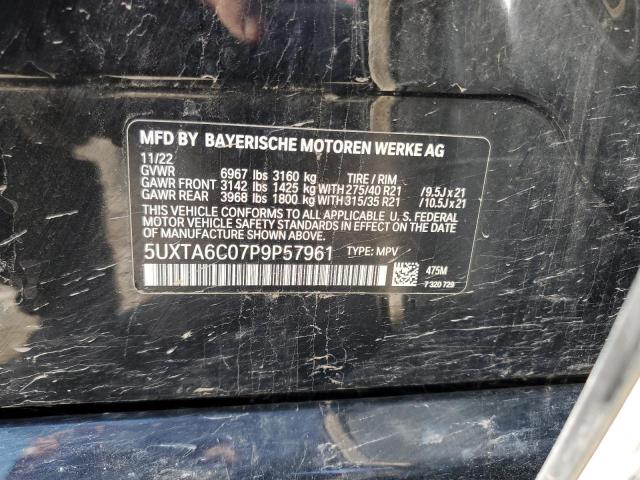 MFD BY BAYERISCHE MOTOREN WERKE AG
11/22
GVWR 6967 lbs 3160 kg TIRE / RIM
GAWR FRONT 3142 lbs 1425 kg WITH 275/40 R21 /9.5J x 21
GAWR REAR 3968 lbs 1800 kg WITH 315/35 R21 /10.5J x 21
THIS VEHICLE CONFORMS TO ALL APPLICABLE U.S. FEDERAL
MOTOR VEHICLE SAFETY STANDARDS IN EFFECT ON THE DATE
OF MANUFACTURE SHOWN ABOVE.
5UXTA6C07P9P57961 TYPE: MPV
475M
7 320 729